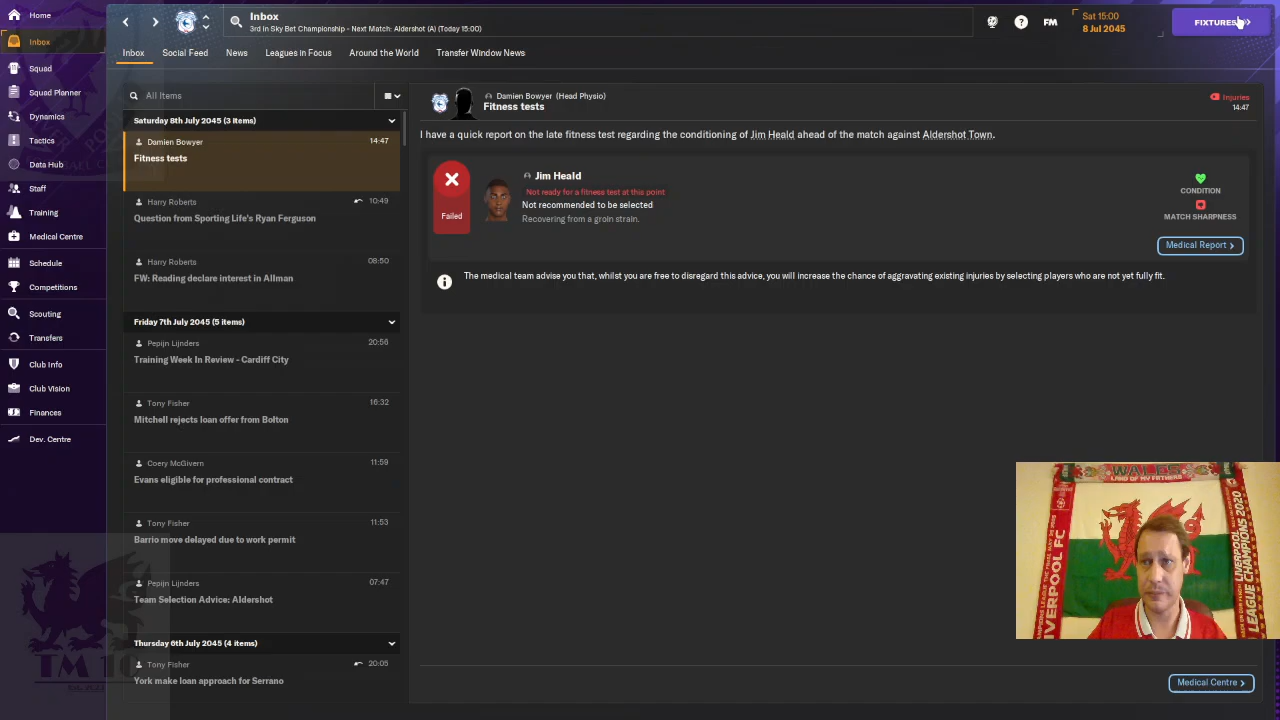 Home
Inbox
Squad
Squad Planner
Dynamics
Tactics
Data Hub
Staff
Training
Medical Centre
Schedule
Competitions
Scouting
Transfers
Club Info
Club Vision
Finances
Dev. Centre
TM 10
Inbox
3rd in Sky Bet Championship - Next Match: Aldershot (A) (Today 15:00)
FM
Sat 15:00
8 Jul 2045
FIXTURES
Inbox Social Feed News Leagues in Focus Around the World Transfer Window News
All Items
Saturday 8th July 2045 (3 items)
Damien Bowyer 14:47
Fitness tests
Harry Roberts 10:49
Question from Sporting Life's Ryan Ferguson
Harry Roberts 08:50
FW: Reading declare interest in Allman
Friday 7th July 2045 (5 items)
Pepijn Lijnders 20:56
Training Week In Review - Cardiff City
Tony Fisher 16:32
Mitchell rejects loan offer from Bolton
Coery McGivern 11:59
Evans eligible for professional contract
Tony Fisher 11:53
Barrio move delayed due to work permit
Pepijn Lijnders 07:47
Team Selection Advice: Aldershot
Thursday 6th July 2045 (4 items)
Tony Fisher 20:05
York make loan approach for Serrano
Damien Bowyer (Head Physio)
Fitness tests
Injuries
14:47
I have a quick report on the late fitness test regarding the conditioning of Jim Heald ahead of the match against Aldershot Town.
Failed
Jim Heald
Not ready for a fitness test at this point
Not recommended to be selected
Recovering from a groin strain.
CONDITION
MATCH SHARPNESS
Medical Report
The medical team advise you that, whilst you are free to disregard this advice, you will increase the chance of aggravating existing injuries by selecting players who are not yet fully fit.
WALES
LAND OF MY FATHERS
LIVERPOOL FC
LIVERPOOL
LEAGUE CHAMPIONS 2020
Medical Centre